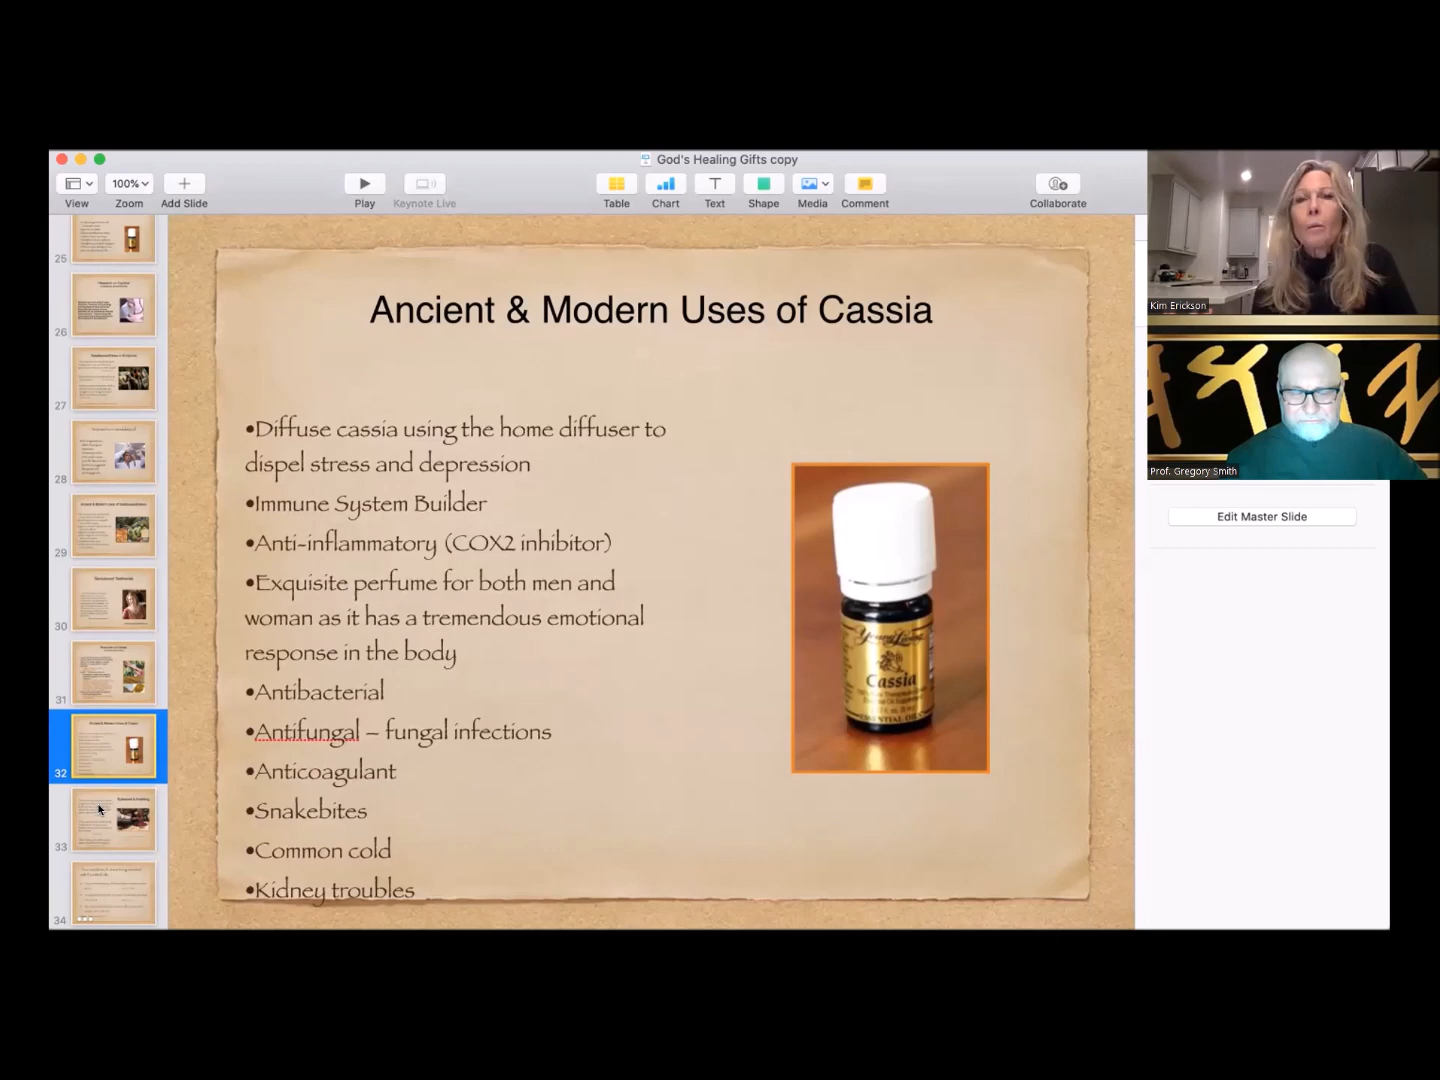 God's Healing Gifts copy
100%
View
Zoom
Add Slide
Play
Keynote Live
Table
Chart
Text
Shape
Media
Comment
Collaborate
Kim Erickson
Prof. Gregory Smith
Edit Master Slide
25
26
27
28
29
30
31
32
33
34
Ancient & Modern Uses of Cassia
•Diffuse cassia using the home diffuser to
dispel stress and depression
•Immune System Builder
•Anti-inflammatory (COX2 inhibitor)
•Exquisite perfume for both men and
woman as it has a tremendous emotional
response in the body
•Antibacterial
•Antifungal – fungal infections
•Anticoagulant
•Snakebites
•Common cold
•Kidney troubles
Young Living
Cassia
ESSENTIAL OILS